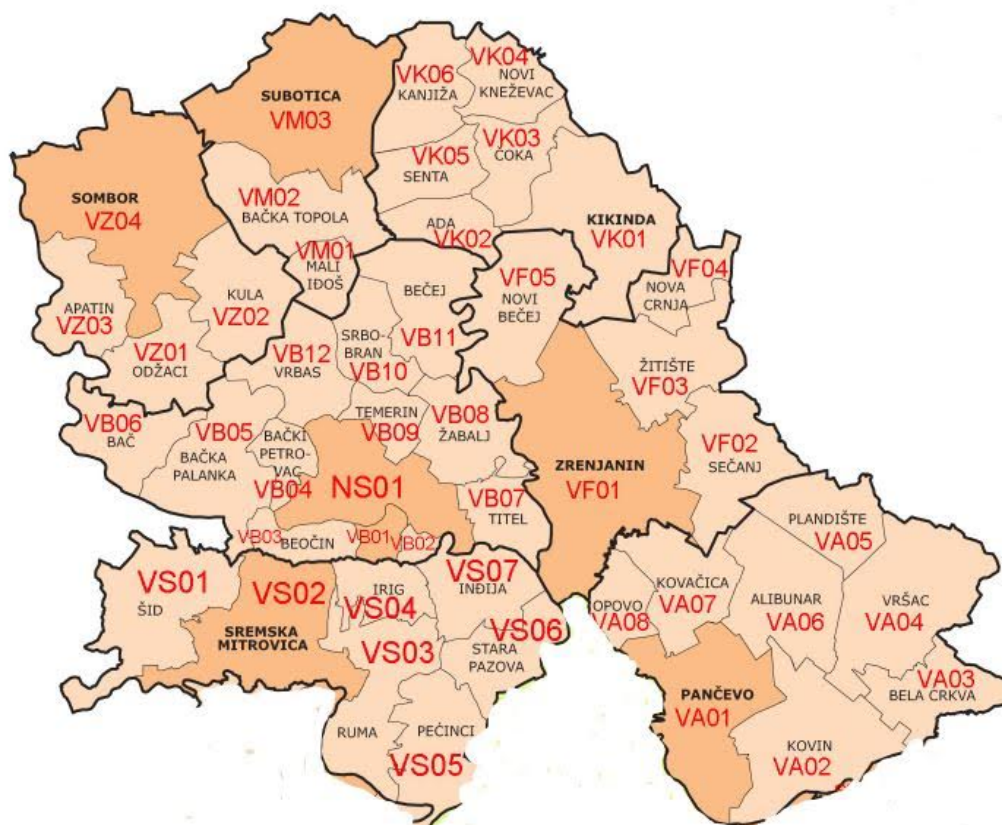 VK04
NOVI
KNEŽEVAC
VK06
KANJIŽA
SUBOTICA
VM03
VK03
ČOKA
VK05
SENTA
SOMBOR
VZ04
VM02
BAČKA TOPOLA
ADA
VK02
KIKINDA
VK01
VM01
MALI
IĐOŠ
VF04
NOVA
CRNJA
VF05
NOVI
BEČEJ
BEČEJ
VB11
KULA
VZ02
APATIN
VZ03
VZ01
ODŽACI
VB12
VRBAS
SRBO-
BRAN
VB10
ŽITIŠTE
VF03
VB06
BAČ
VB05
BAČKA
PALANKA
BAČKI
PETRO-
VAC
VB04
TEMERIN
VB09
VB08
ŽABALJ
VF02
SEČANJ
ZRENJANIN
VF01
NS01
VB07
TITEL
VB03
BEOČIN
VB01
VB02
PLANDIŠTE
VA05
VS01
ŠID
VS02
SREMSKA
MITROVICA
IRIG
VS04
VS07
INĐIJA
VS03
VS06
STARA
PAZOVA
OPOVO
VA08
KOVAČICA
VA07
ALIBUNAR
VA06
VRŠAC
VA04
VA03
BELA CRKVA
PANČEVO
VA01
RUMA
PEĆINCI
VS05
KOVIN
VA02